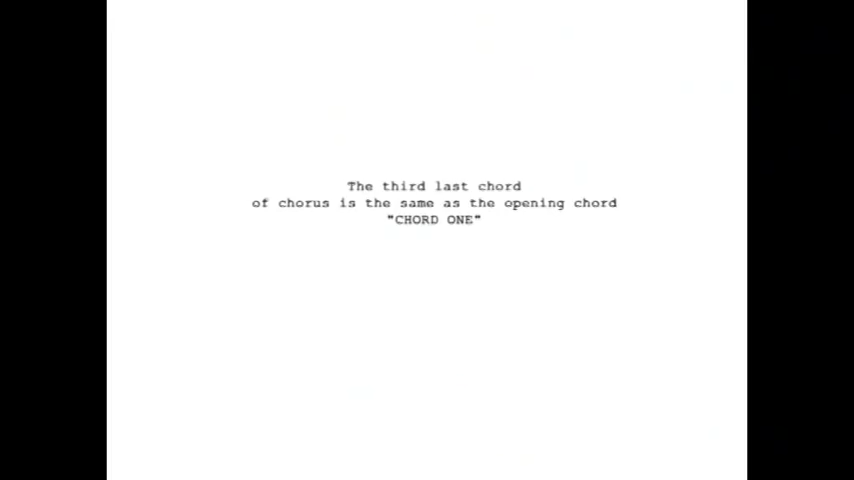 The third last chord
of chorus is the same as the opening chord
"CHORD ONE"